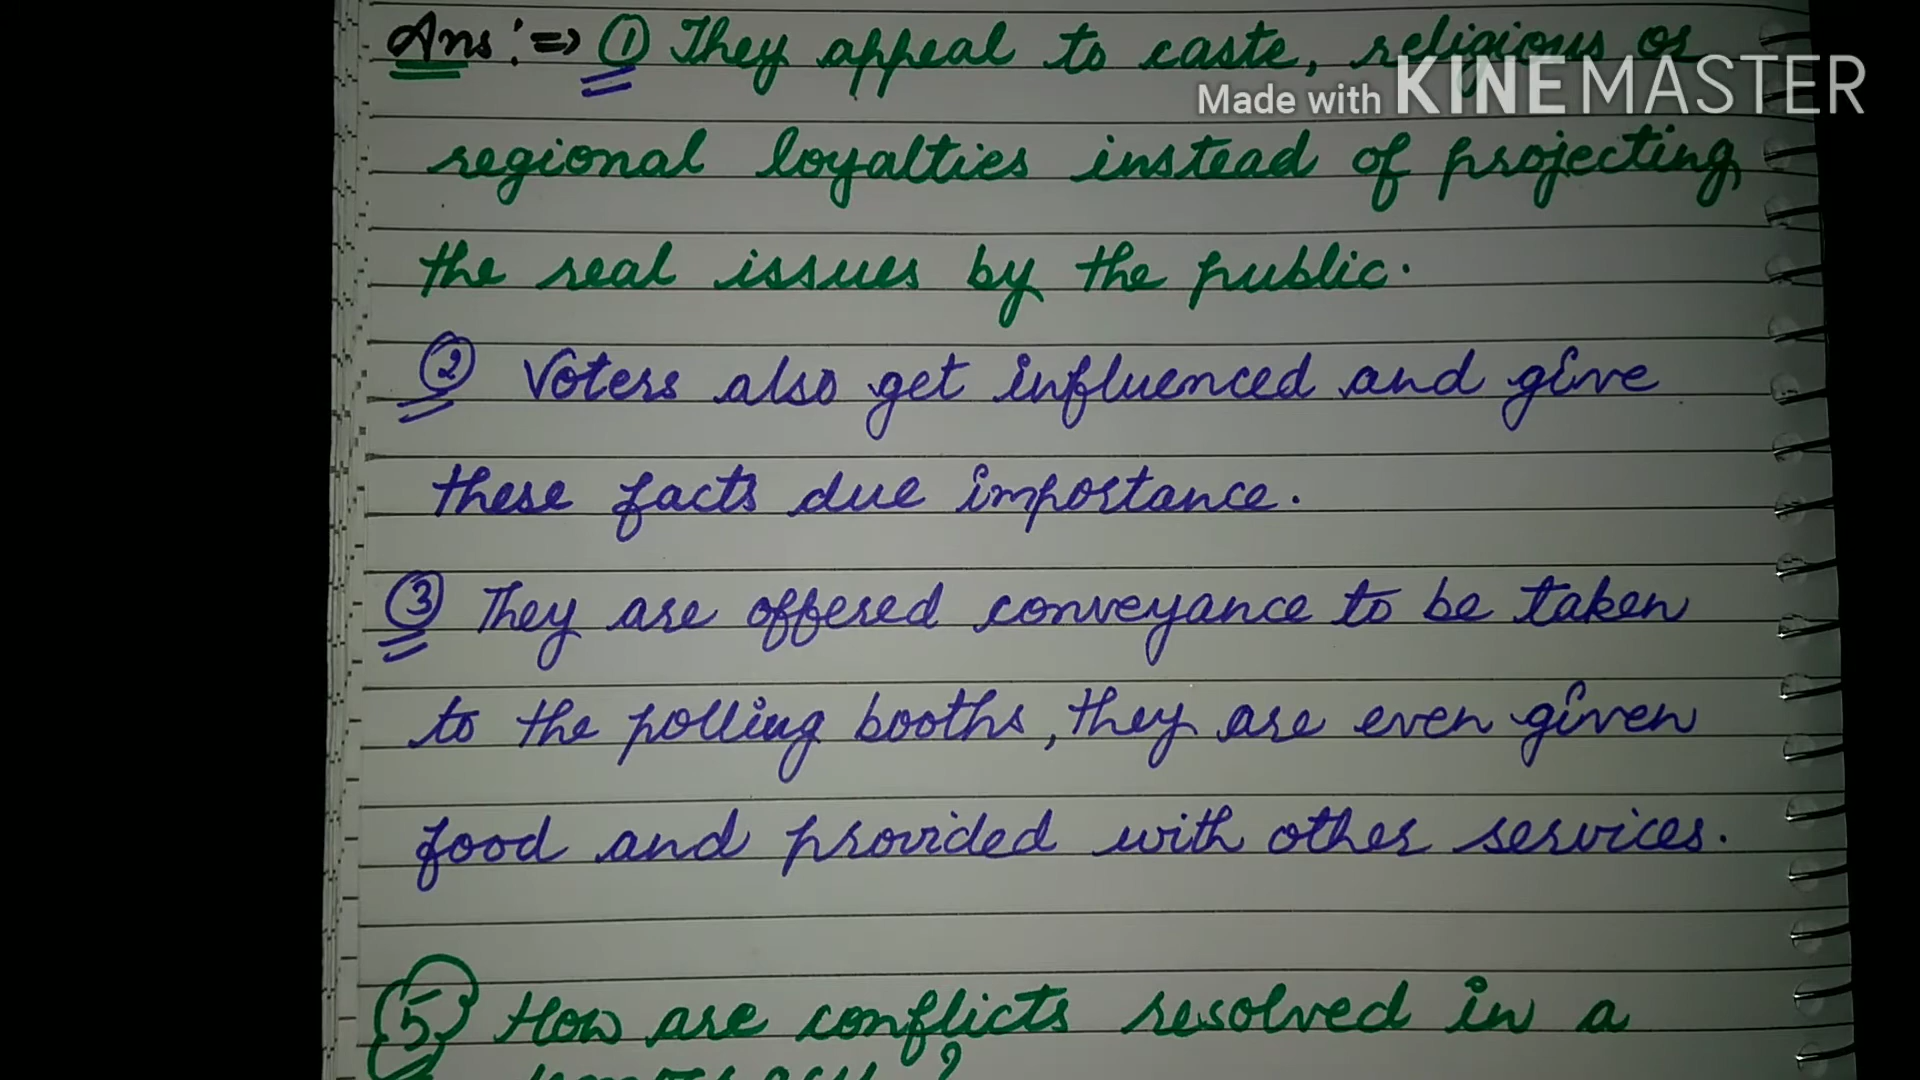 Ans:⇒ ① They appeal to caste, religious or
Made with KINEMASTER
regional loyalties instead of projecting
the real issues by the public.
② Voters also get influenced and give
these facts due importance.
③ They are offered conveyance to be taken
to the polling booths, they are even given
food and provided with other services.
⑤ How are conflicts resolved in a